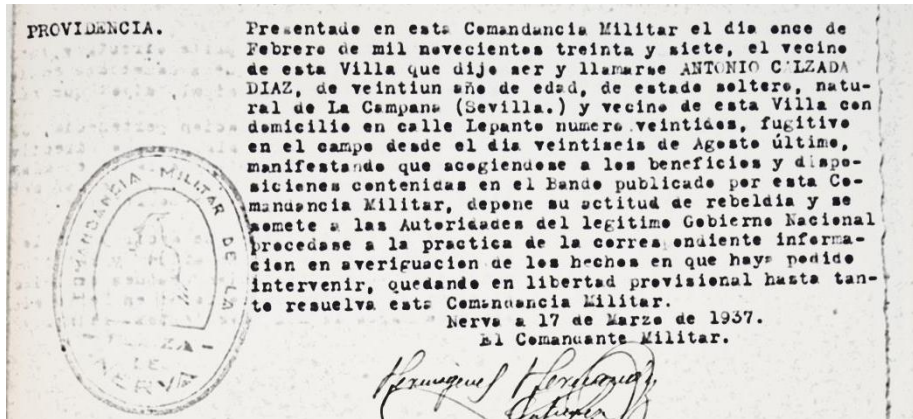 PROVIDENCIA.
Presentado en esta Comandancia Militar el dia once de
Febrero de mil novecientos treinta y siete, el vecino
de esta Villa que dijo ser y llamarse ANTONIO CALZADA
DIAZ, de veintiun año de edad, de estado soltero, natu-
ral de La Campana (Sevilla.) y vecino de esta Villa con
domicilio en calle Lepanto numero veintidos, fugitivo
en el campo desde el dia veintiseis de Agosto último,
manifestando que acogiendose a los beneficios y dispo-
siciones contenidas en el Bando publicado por esta Co-
mandancia Militar, depone su actitud de rebeldia y se
somete a las Autoridades del legitimo Gobierno Nacional
procedase a la practica de la corres ondiente informa-
cion en averiguacion de los hechos en que haya podido
intervenir, quedando en libertad provisional hasta tan-
to resuelva esta Comandancia Militar.
Nerva a 17 de Marzo de 1937.
El Comandante Militar.
COMANDANCIA MILITAR DE LA
PLAZA
DE
NERVA